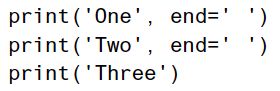 print('One', end=' ')
print('Two', end=' ')
print('Three')